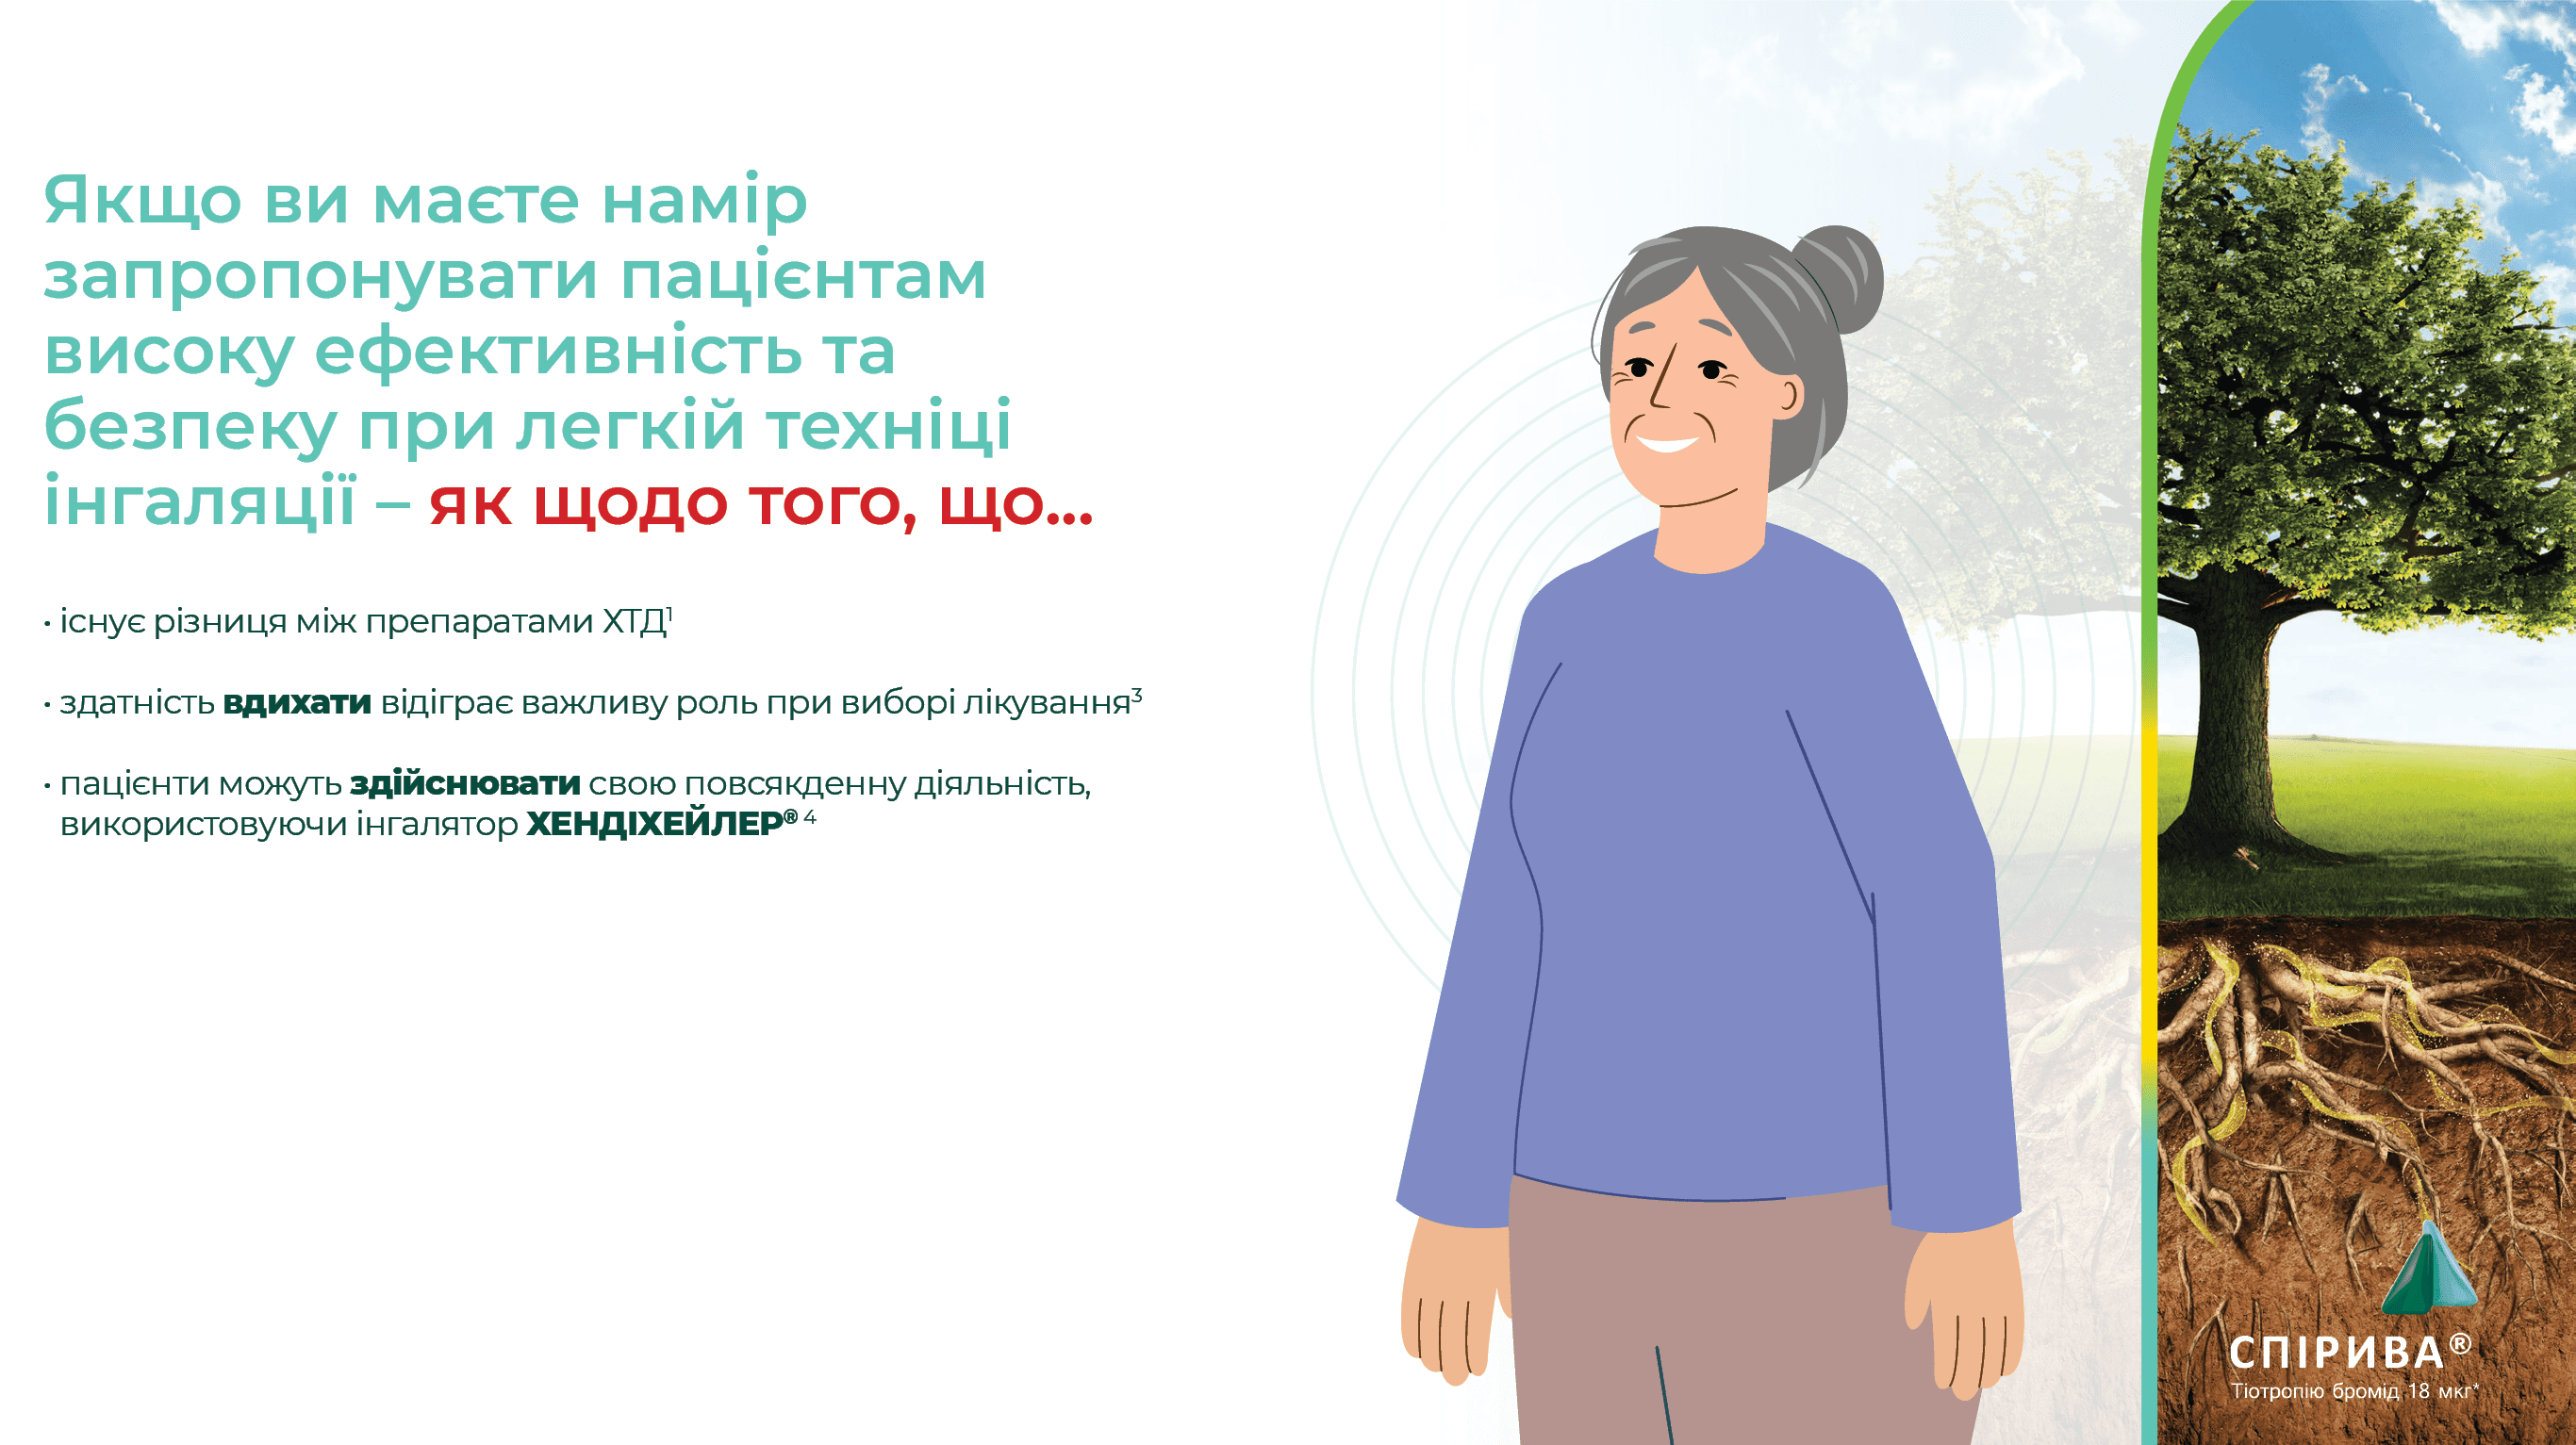 Якщо ви маєте намір
запропонувати пацієнтам
високу ефективність та
безпеку при легкій техніці
інгаляції – як щодо того, що...
· існує різниця між препаратами ХТД¹
· здатність вдихати відіграє важливу роль при виборі лікування³
· пацієнти можуть здійснювати свою повсякденну діяльність,
використовуючи інгалятор ХЕНДІХЕЙЛЕР® ⁴
СПІРИВА®
Тіотропію бромід 18 мкг*